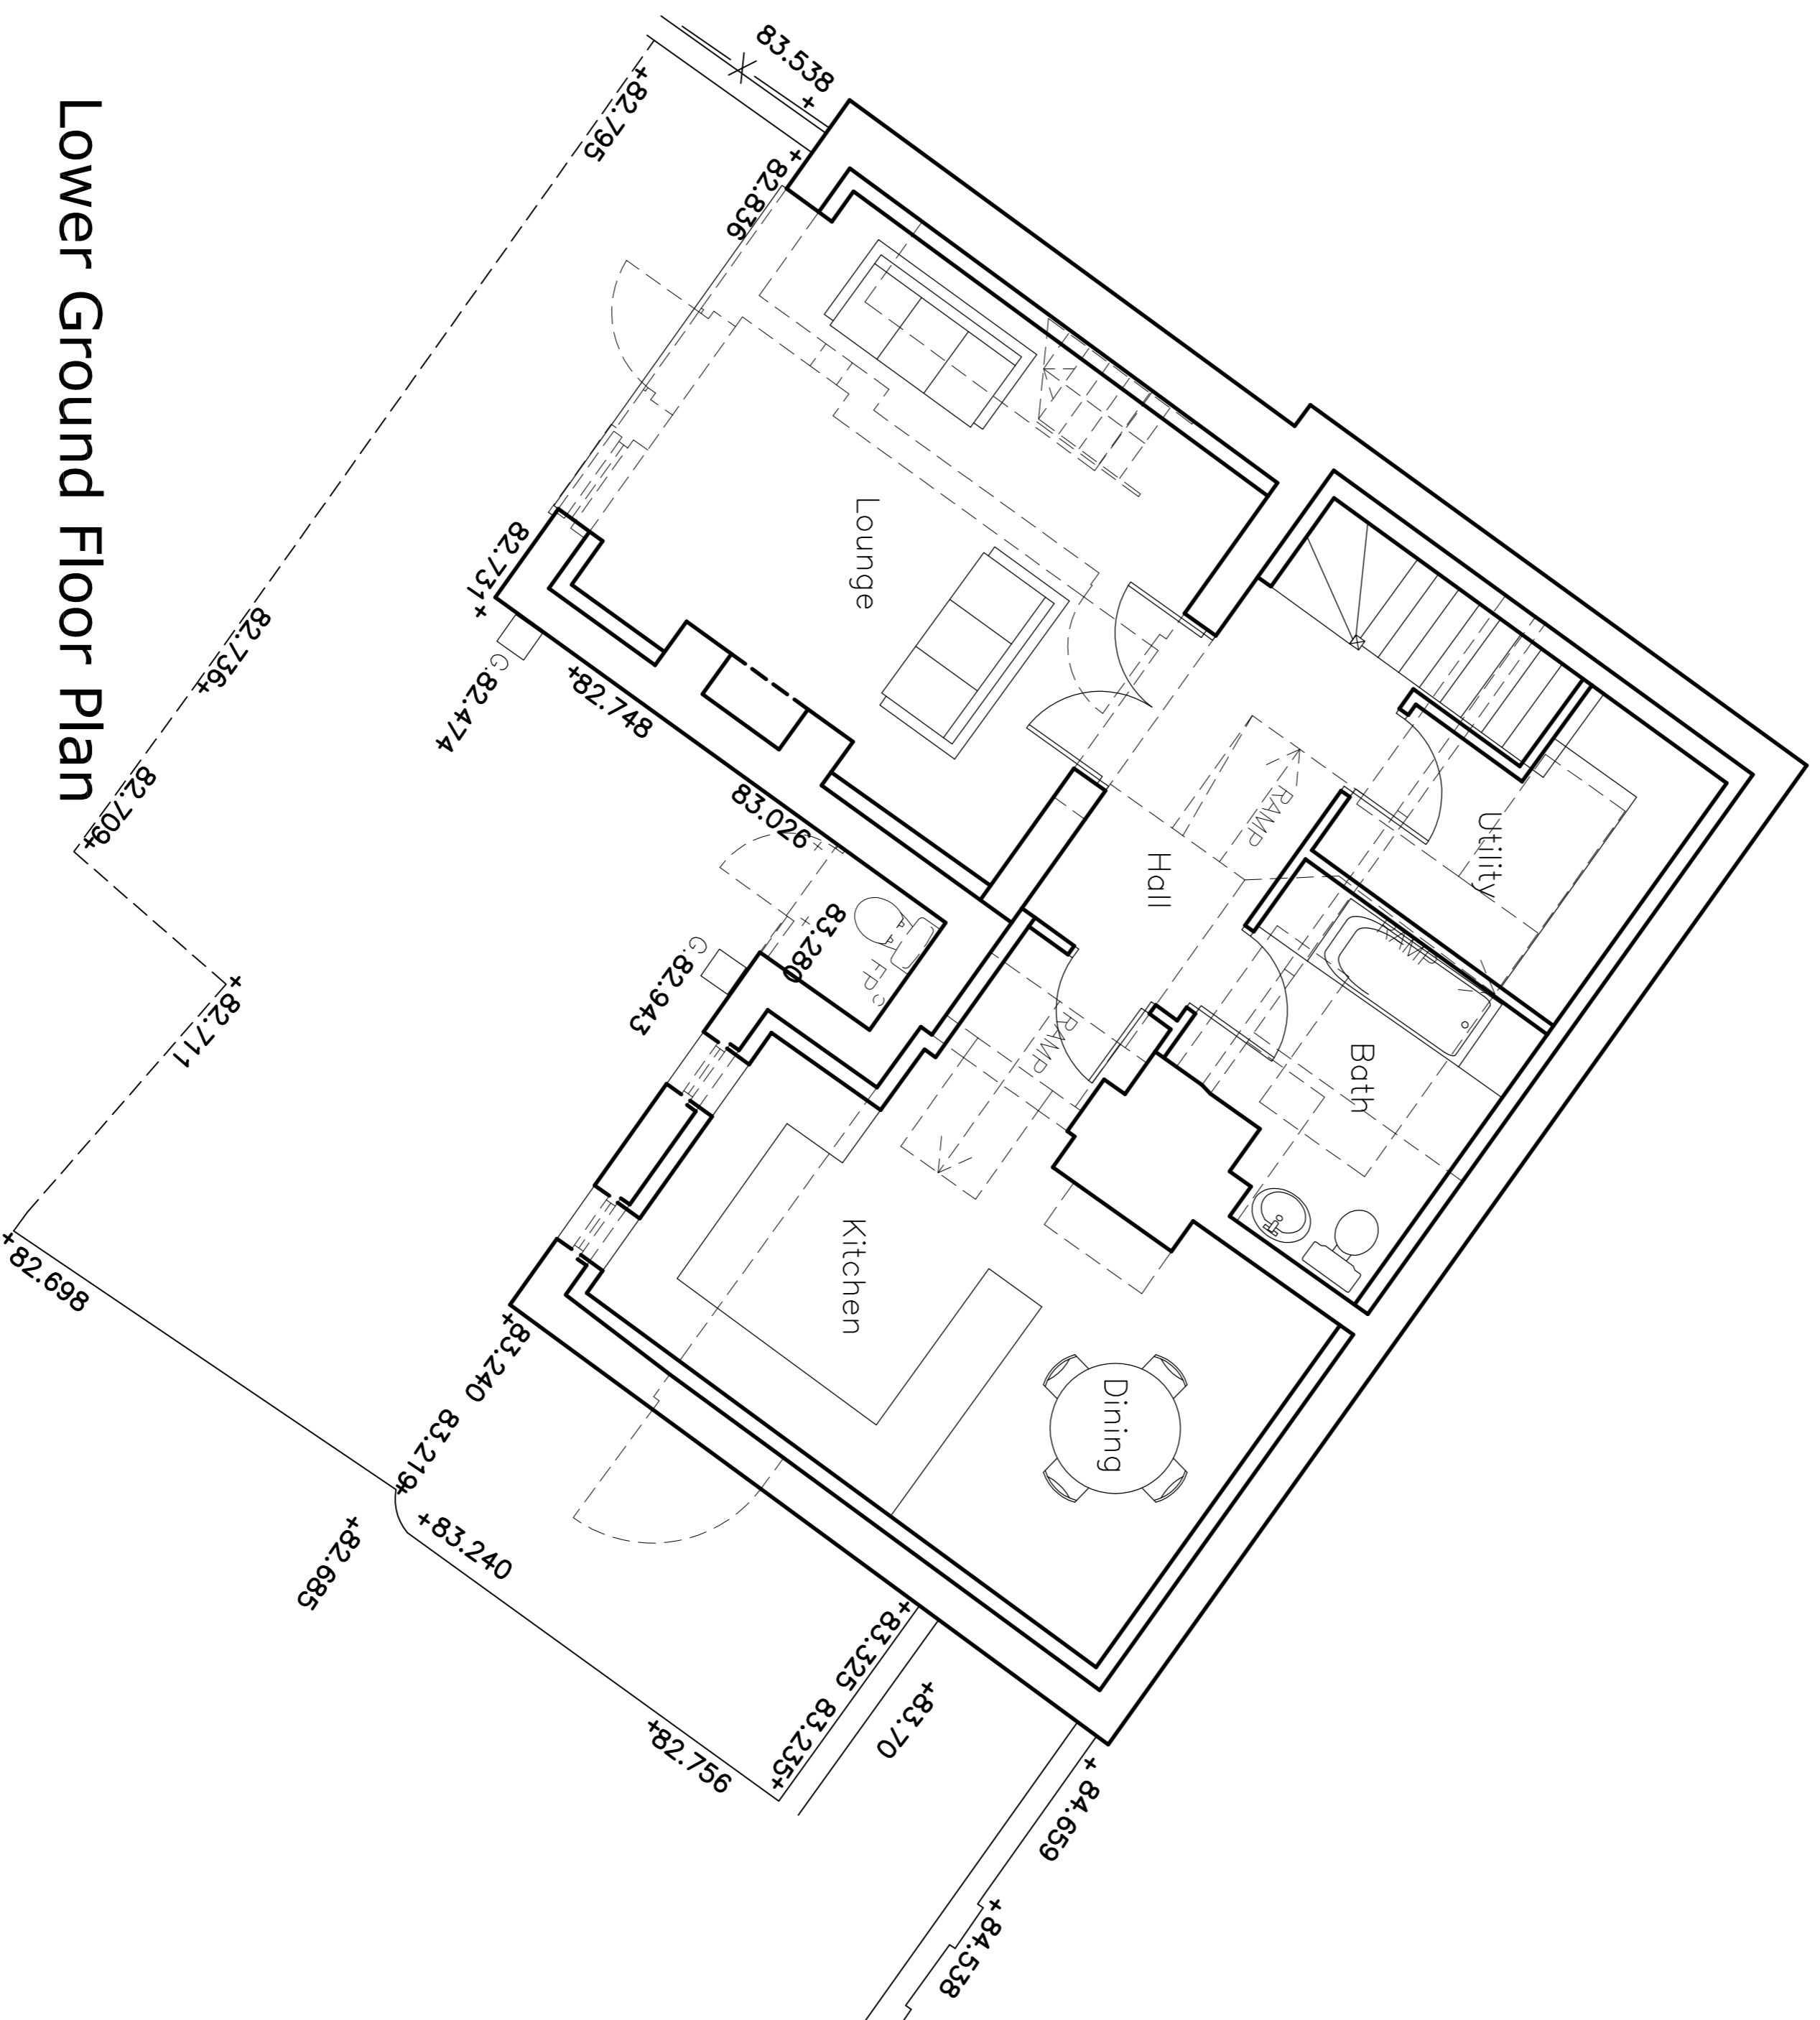 Lower Ground Floor Plan
83.538
82.795
82.836
82.731
G.82.474
82.748
82.736
82.709
83.026
83.280
G.82.943
82.711
82.698
83.240
83.219
83.240
82.685
83.325
83.235
82.756
83.70
84.659
84.538
Lounge
Hall
Utility
RAMP
RAMP
RAMP
Bath
Kitchen
Dining